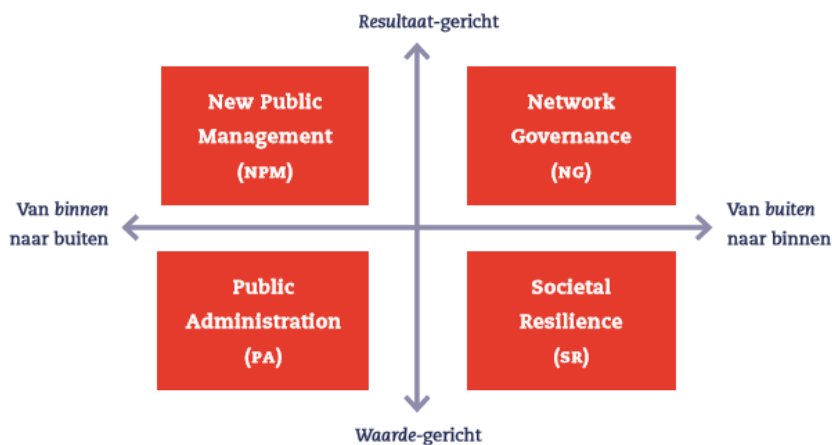 Resultaat-gericht
New Public
Management
(NPM)
Network
Governance
(NG)
Van binnen
naar buiten
Van buiten
naar binnen
Public
Administration
(PA)
Societal
Resilience
(SR)
Waarde-gericht